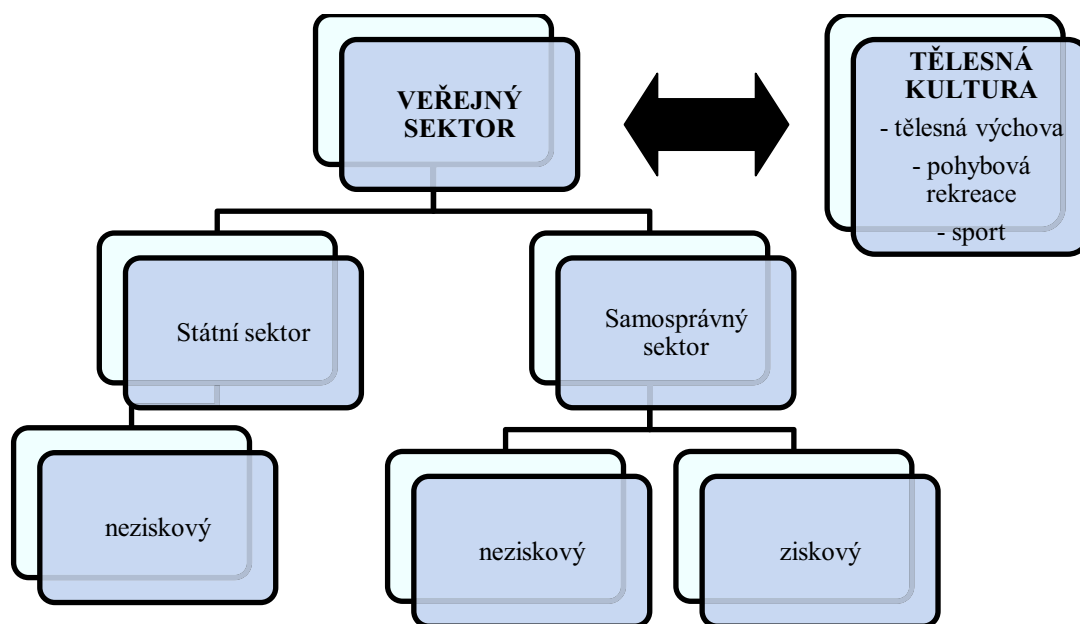 VEŘEJNÝ
SEKTOR
TĚLESNÁ
KULTURA
- tělesná výchova
- pohybová
rekreace
- sport
Státní sektor
Samosprávný
sektor
neziskový
neziskový
ziskový